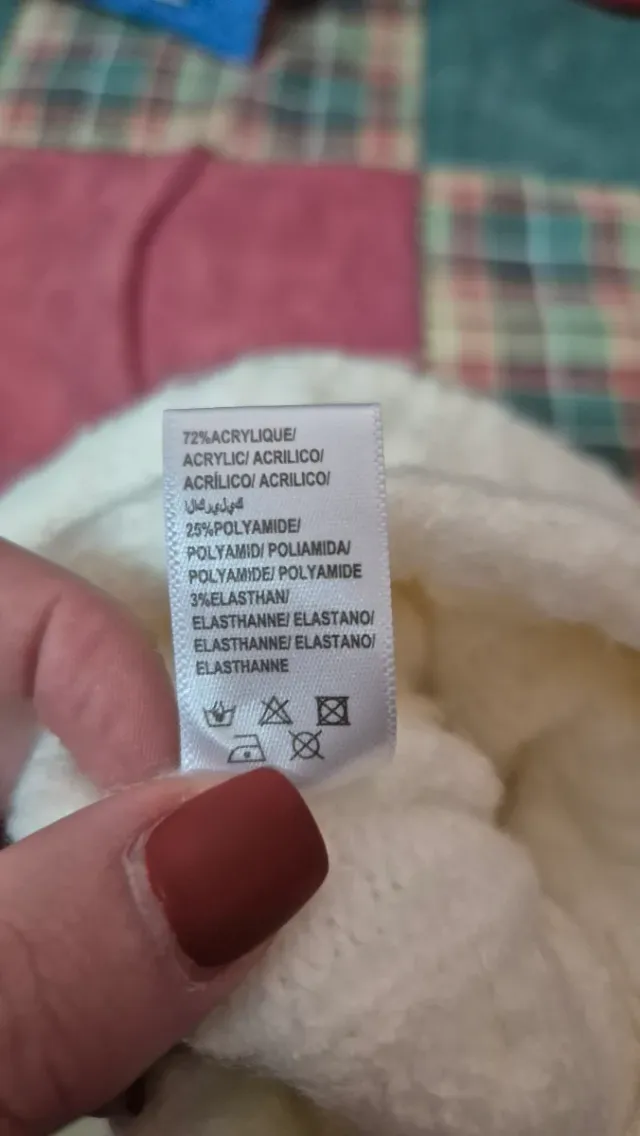 72%ACRYLIQUE/
ACRYLIC/ ACRILICO/
ACRÍLICO/ ACRILICO/
الاكريليك
25%POLYAMIDE/
POLYAMID/ POLIAMIDA/
POLYAMIDE/ POLYAMIDE
3%ELASTHAN/
ELASTHANNE/ ELASTANO/
ELASTHANNE/ ELASTANO/
ELASTHANNE